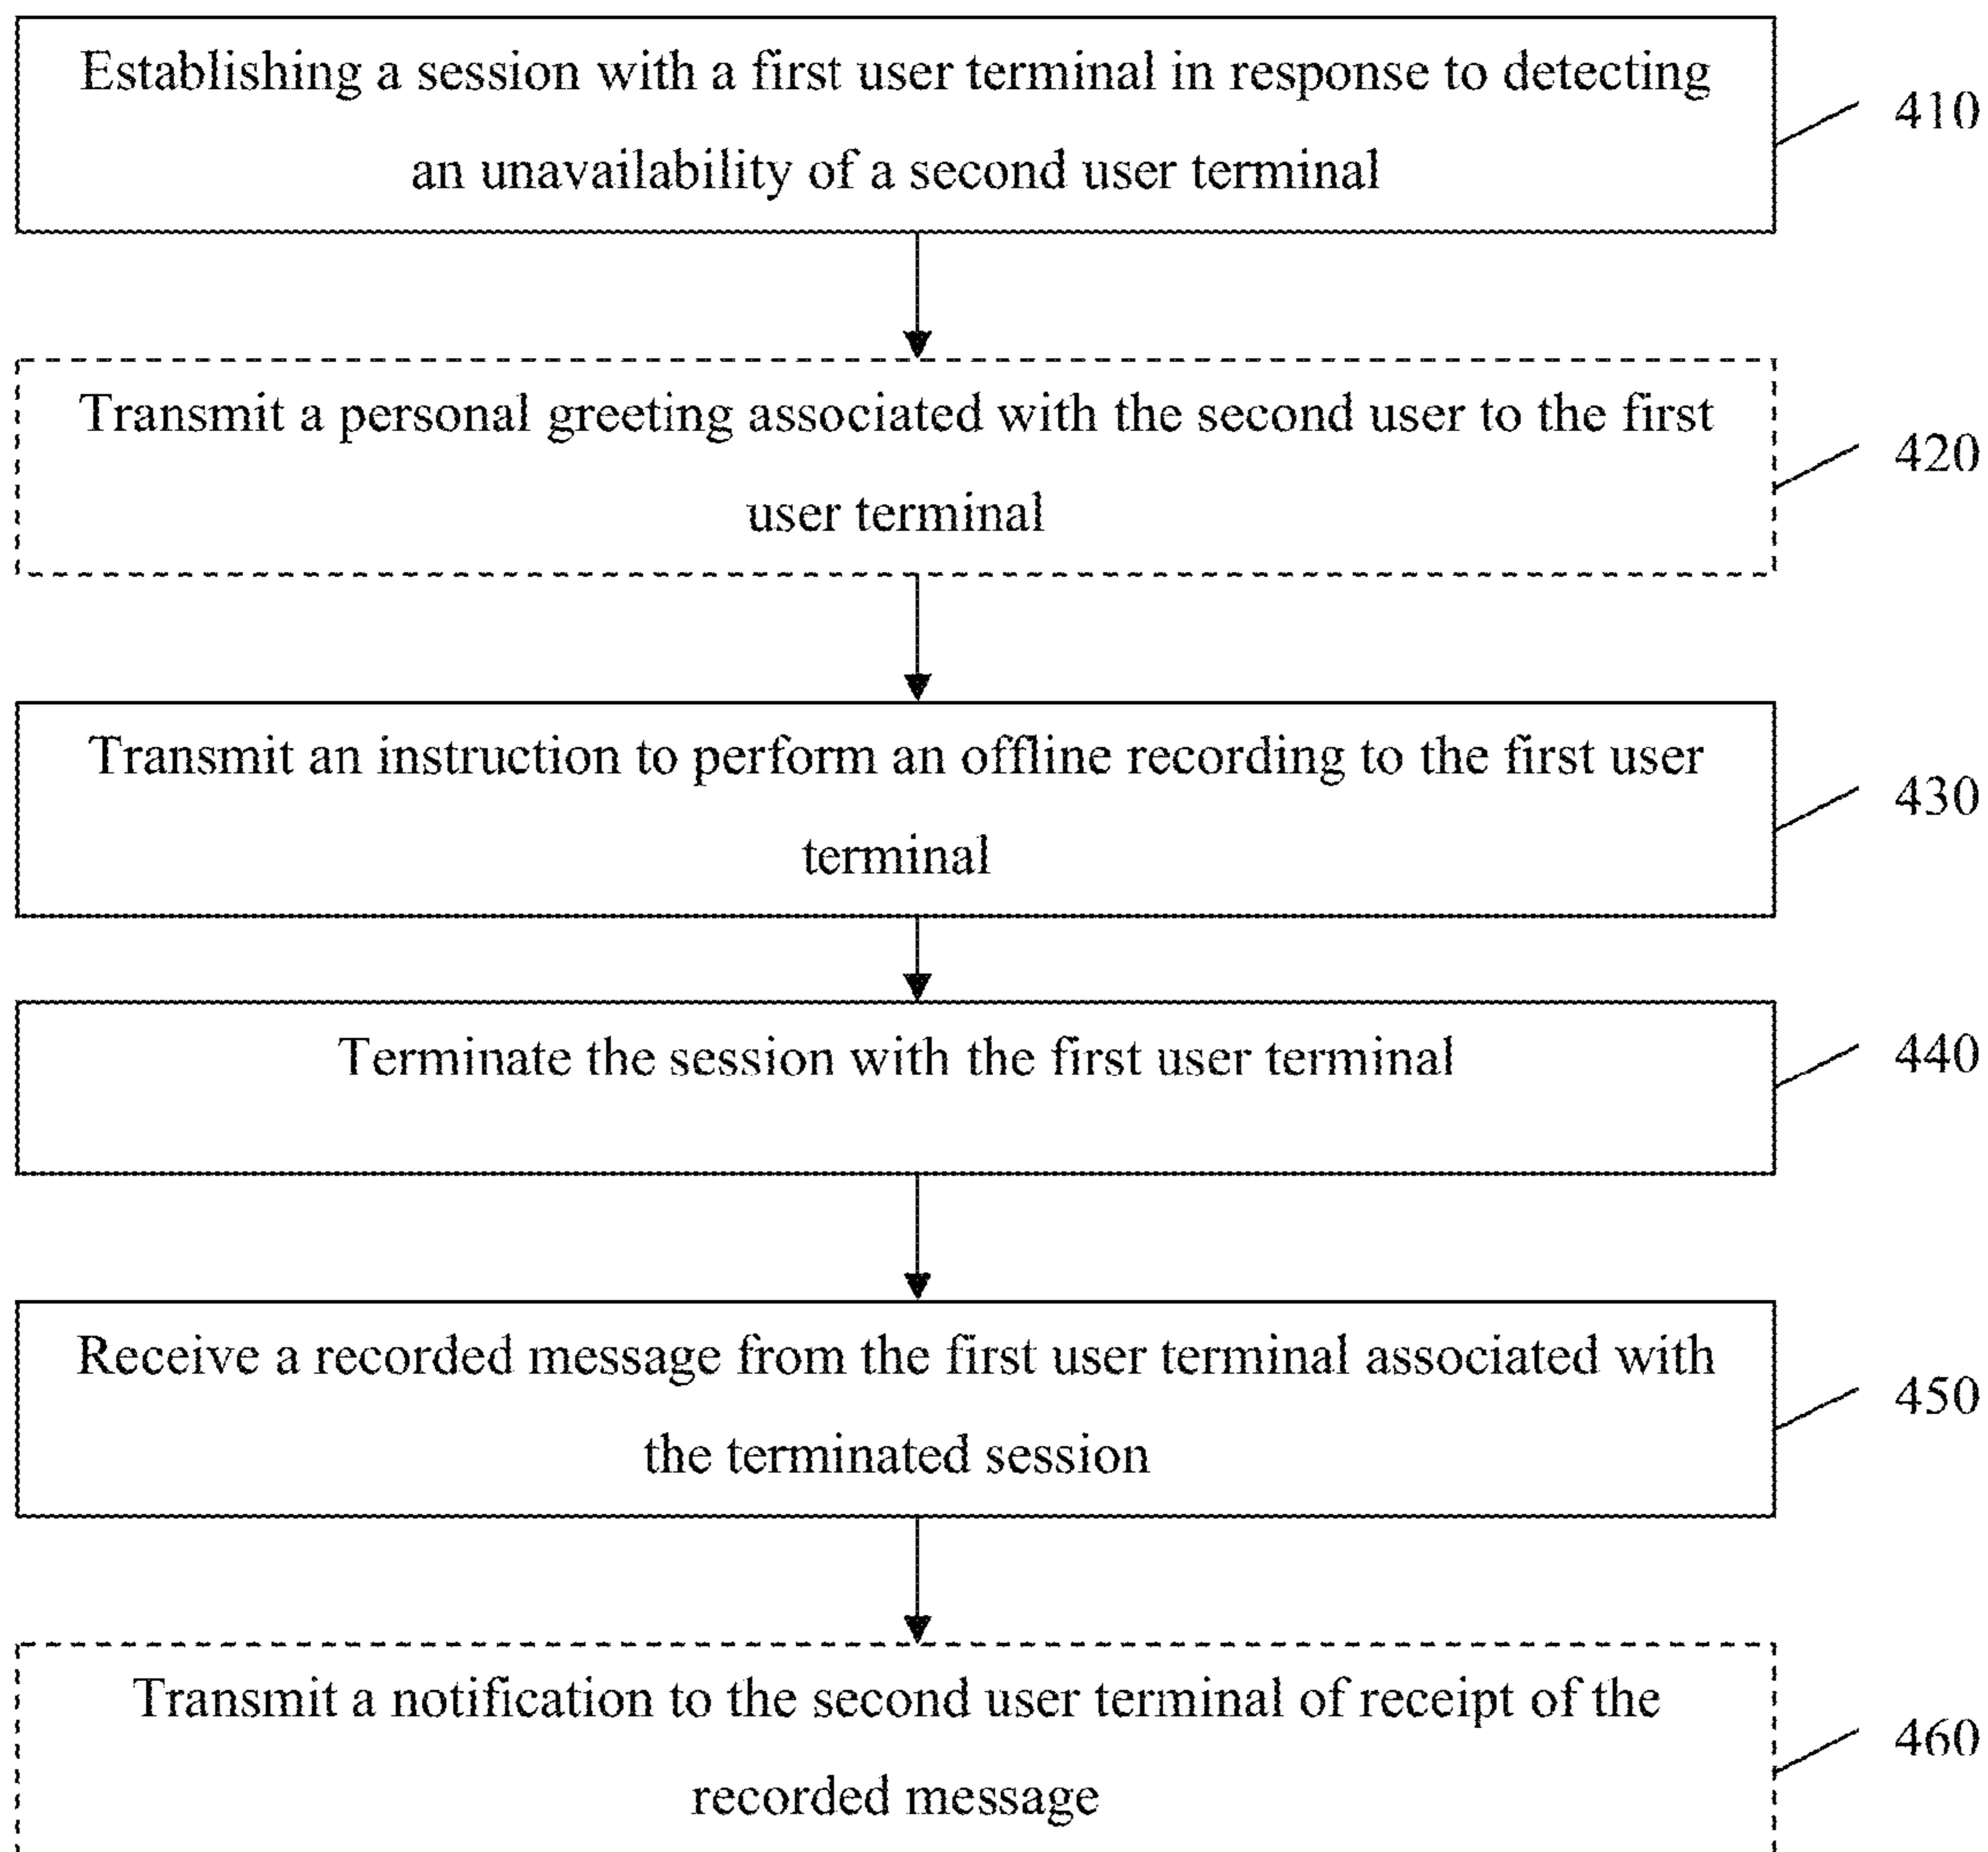 Establishing a session with a first user terminal in response to detecting
an unavailability of a second user terminal
410
Transmit a personal greeting associated with the second user to the first
user terminal
420
Transmit an instruction to perform an offline recording to the first user
terminal
430
Terminate the session with the first user terminal
440
Receive a recorded message from the first user terminal associated with
the terminated session
450
Transmit a notification to the second user terminal of receipt of the
recorded message
460